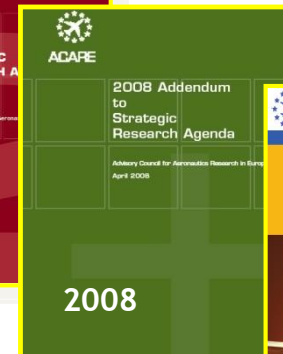 C
H A
ACARE
2008 Addendum
to
Strategic
Research Agenda
Advisory Council for Aeronautics Research in Europ
April 2008
2008